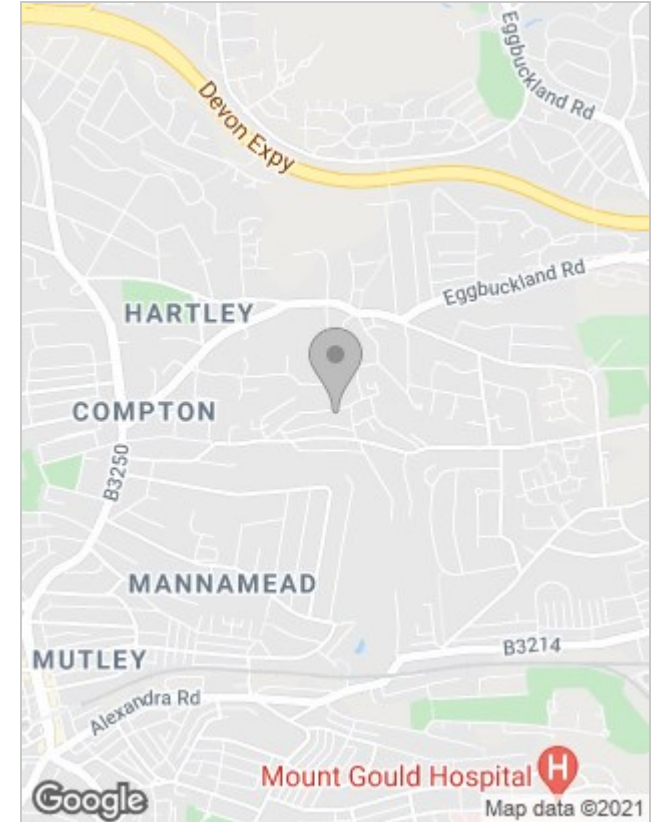 Eggbuckland Rd
Devon Expy
Eggbuckland Rd
HARTLEY
COMPTON
B3250
MANNAMEAD
B3214
MUTLEY
Alexandra Rd
Mount Gould Hospital
H
Google
Map data ©2021